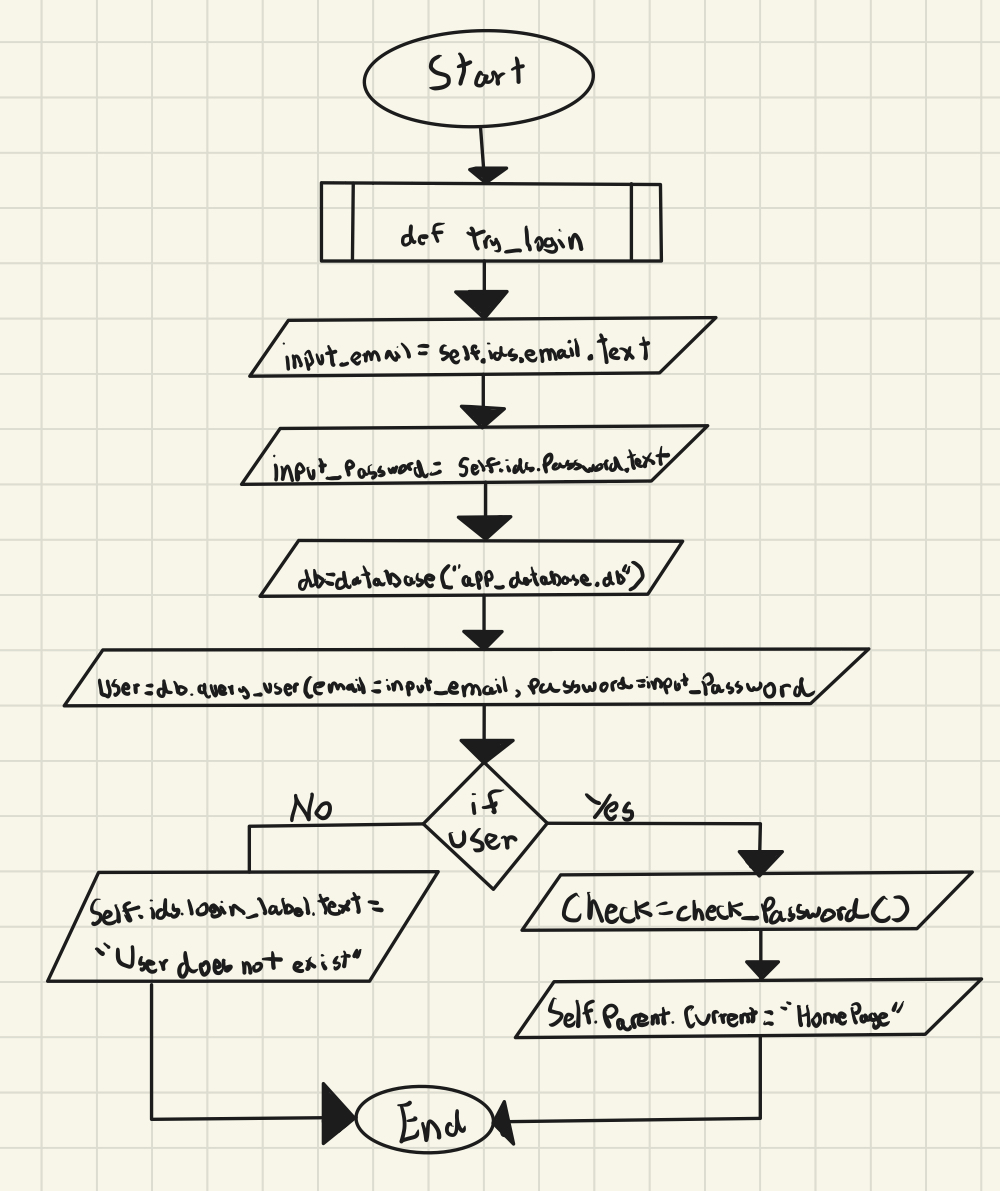 Start
def try_login
input_email = self.ids.email.text
input_Password = Self.ids.Password.text
db=database("app_database.db")
User=db.query_user(email=input_email, password=input_Password
if
user
No
Yes
Self.ids.login_label.text =
"User does not exist"
Check=check_Password()
Self.Parent.Current="HomePage"
End